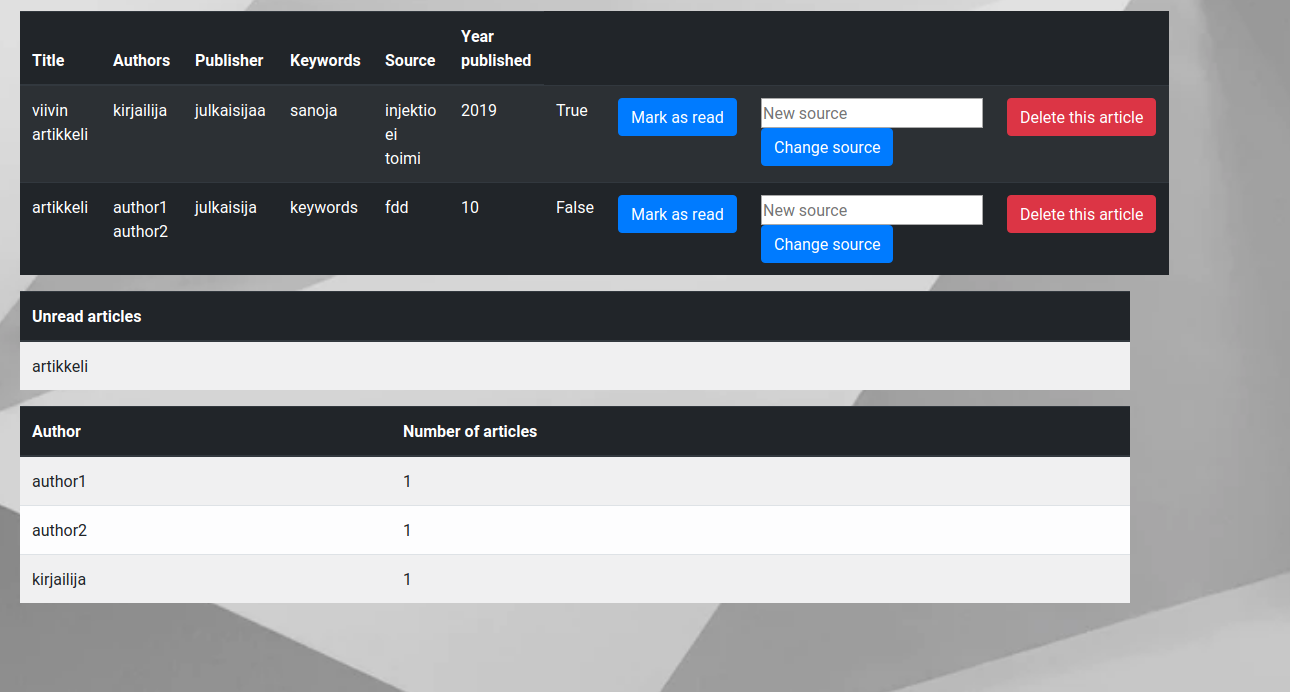 Title Authors Publisher Keywords Source Year published
viivin artikkeli kirjailija julkaisijaa sanoja injektio ei toimi 2019 True Mark as read New source Change source Delete this article
artikkeli author1 author2 julkaisija keywords fdd 10 False Mark as read New source Change source Delete this article
Unread articles
artikkeli
Author Number of articles
author1 1
author2 1
kirjailija 1